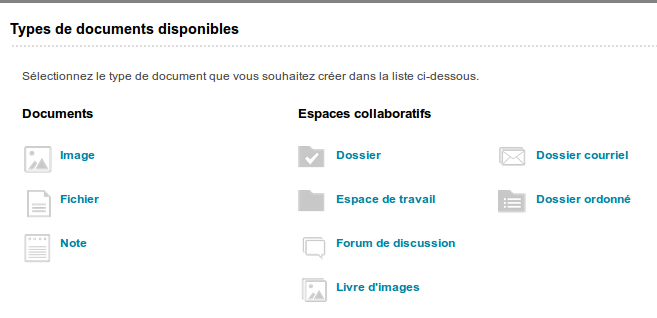 Types de documents disponibles
Sélectionnez le type de document que vous souhaitez créer dans la liste ci-dessous.
Documents
Image
Fichier
Note
Espaces collaboratifs
Dossier
Dossier courriel
Espace de travail
Dossier ordonné
Forum de discussion
Livre d'images